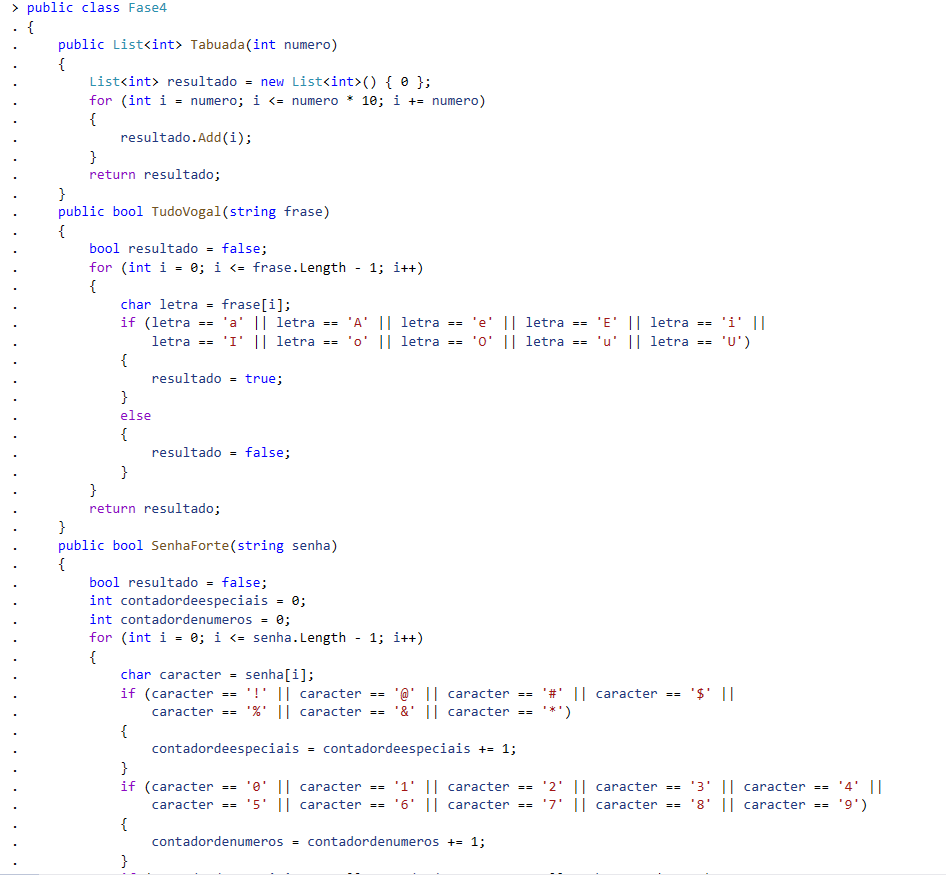 > public class Fase4
. {
.     public List<int> Tabuada(int numero)
.     {
.         List<int> resultado = new List<int>() { 0 };
.         for (int i = numero; i <= numero * 10; i += numero)
.         {
.             resultado.Add(i);
.         }
.         return resultado;
.     }
.     public bool TudoVogal(string frase)
.     {
.         bool resultado = false;
.         for (int i = 0; i <= frase.Length - 1; i++)
.         {
.             char letra = frase[i];
.             if (letra == 'a' || letra == 'A' || letra == 'e' || letra == 'E' || letra == 'i' ||
.                 letra == 'I' || letra == 'o' || letra == 'O' || letra == 'u' || letra == 'U')
.             {
.                 resultado = true;
.             }
.             else
.             {
.                 resultado = false;
.             }
.         }
.         return resultado;
.     }
.     public bool SenhaForte(string senha)
.     {
.         bool resultado = false;
.         int contadordeespeciais = 0;
.         int contadordenumeros = 0;
.         for (int i = 0; i <= senha.Length - 1; i++)
.         {
.             char caracter = senha[i];
.             if (caracter == '!' || caracter == '@' || caracter == '#' || caracter == '$' ||
.                 caracter == '%' || caracter == '&' || caracter == '*')
.             {
.                 contadordeespeciais = contadordeespeciais += 1;
.             }
.             if (caracter == '0' || caracter == '1' || caracter == '2' || caracter == '3' || caracter == '4' ||
.                 caracter == '5' || caracter == '6' || caracter == '7' || caracter == '8' || caracter == '9')
.             {
.                 contadordenumeros = contadordenumeros += 1;
.             }